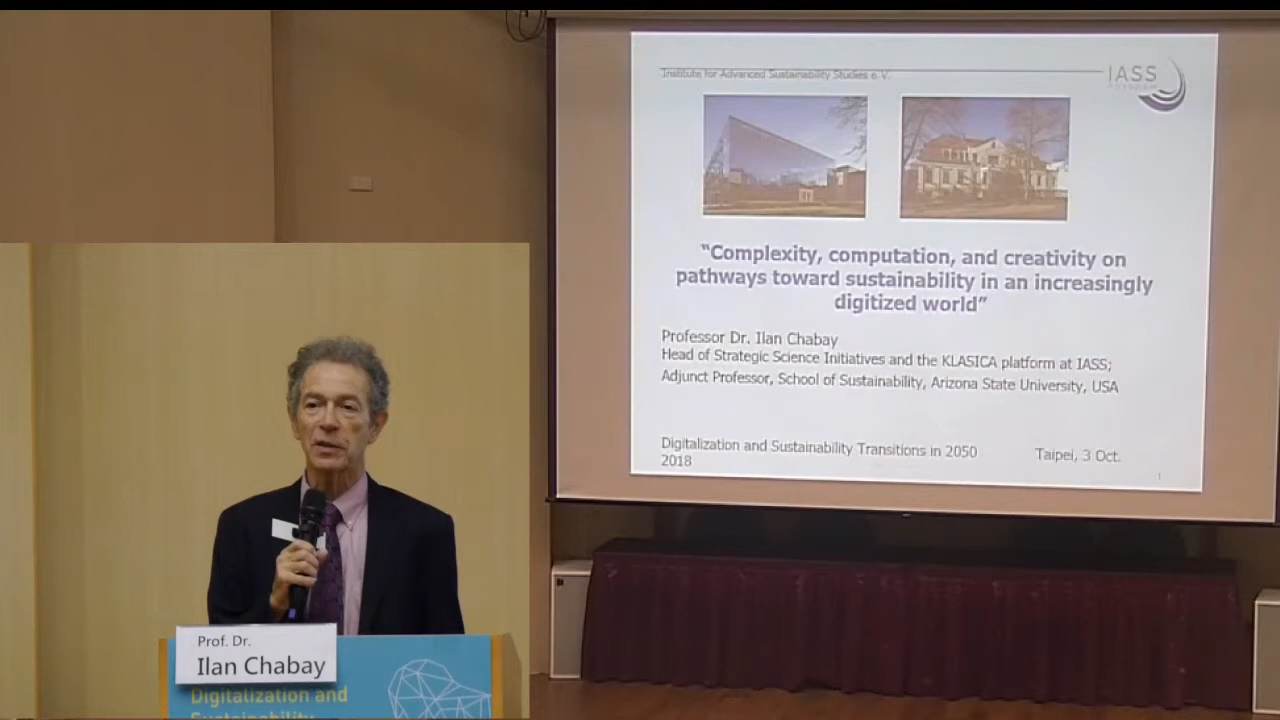 Institute for Advanced Sustainability Studies e.V.
IASS
POTSDAM
“Complexity, computation, and creativity on
pathways toward sustainability in an increasingly
digitized world”
Professor Dr. Ilan Chabay
Head of Strategic Science Initiatives and the KLASICA platform at IASS;
Adjunct Professor, School of Sustainability, Arizona State University, USA
Digitalization and Sustainability Transitions in 2050 Taipei, 3 Oct.
2018
1
Prof. Dr.
Ilan Chabay
Digitalization and
Sustainability